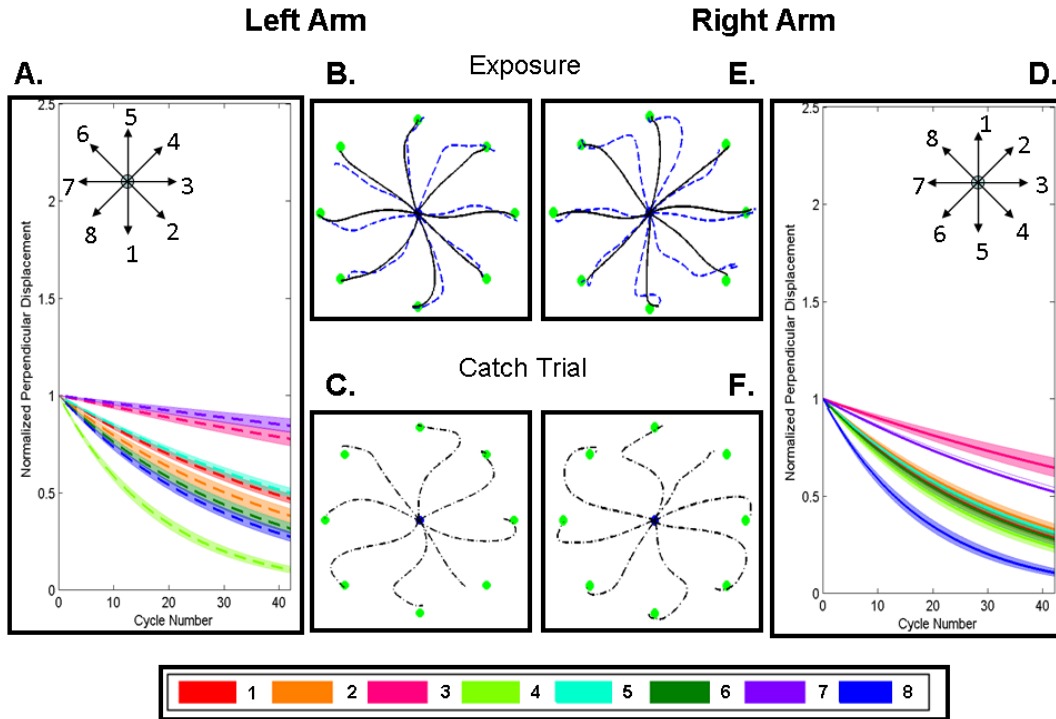 Left Arm
Right Arm
A.
B.
Exposure
E.
D.
2.5
2
1.5
1
0.5
0
Normalized Perpendicular Displacement
5
6
4
7
3
8
2
1
0
10
20
30
40
Cycle Number
Catch Trial
C.
F.
2.5
2
1.5
1
0.5
0
Normalized Perpendicular Displacement
1
8
2
7
3
6
4
5
0
10
20
30
40
Cycle Number
1 2 3 4 5 6 7 8